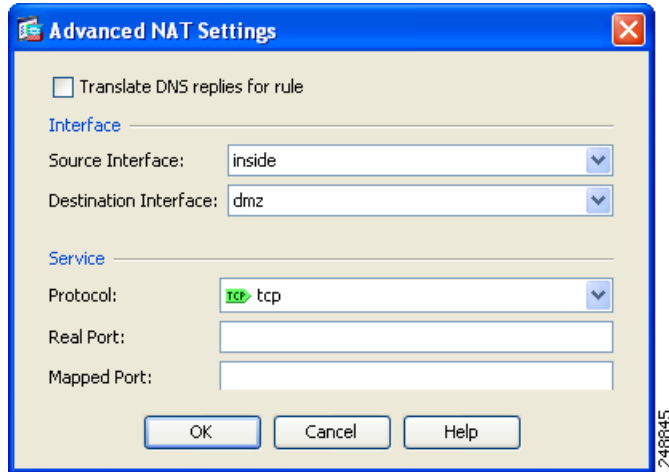 Advanced NAT Settings
Translate DNS replies for rule
Interface
Source Interface: inside
Destination Interface: dmz
Service
Protocol: TCP tcp
Real Port:
Mapped Port:
OK Cancel Help
248845